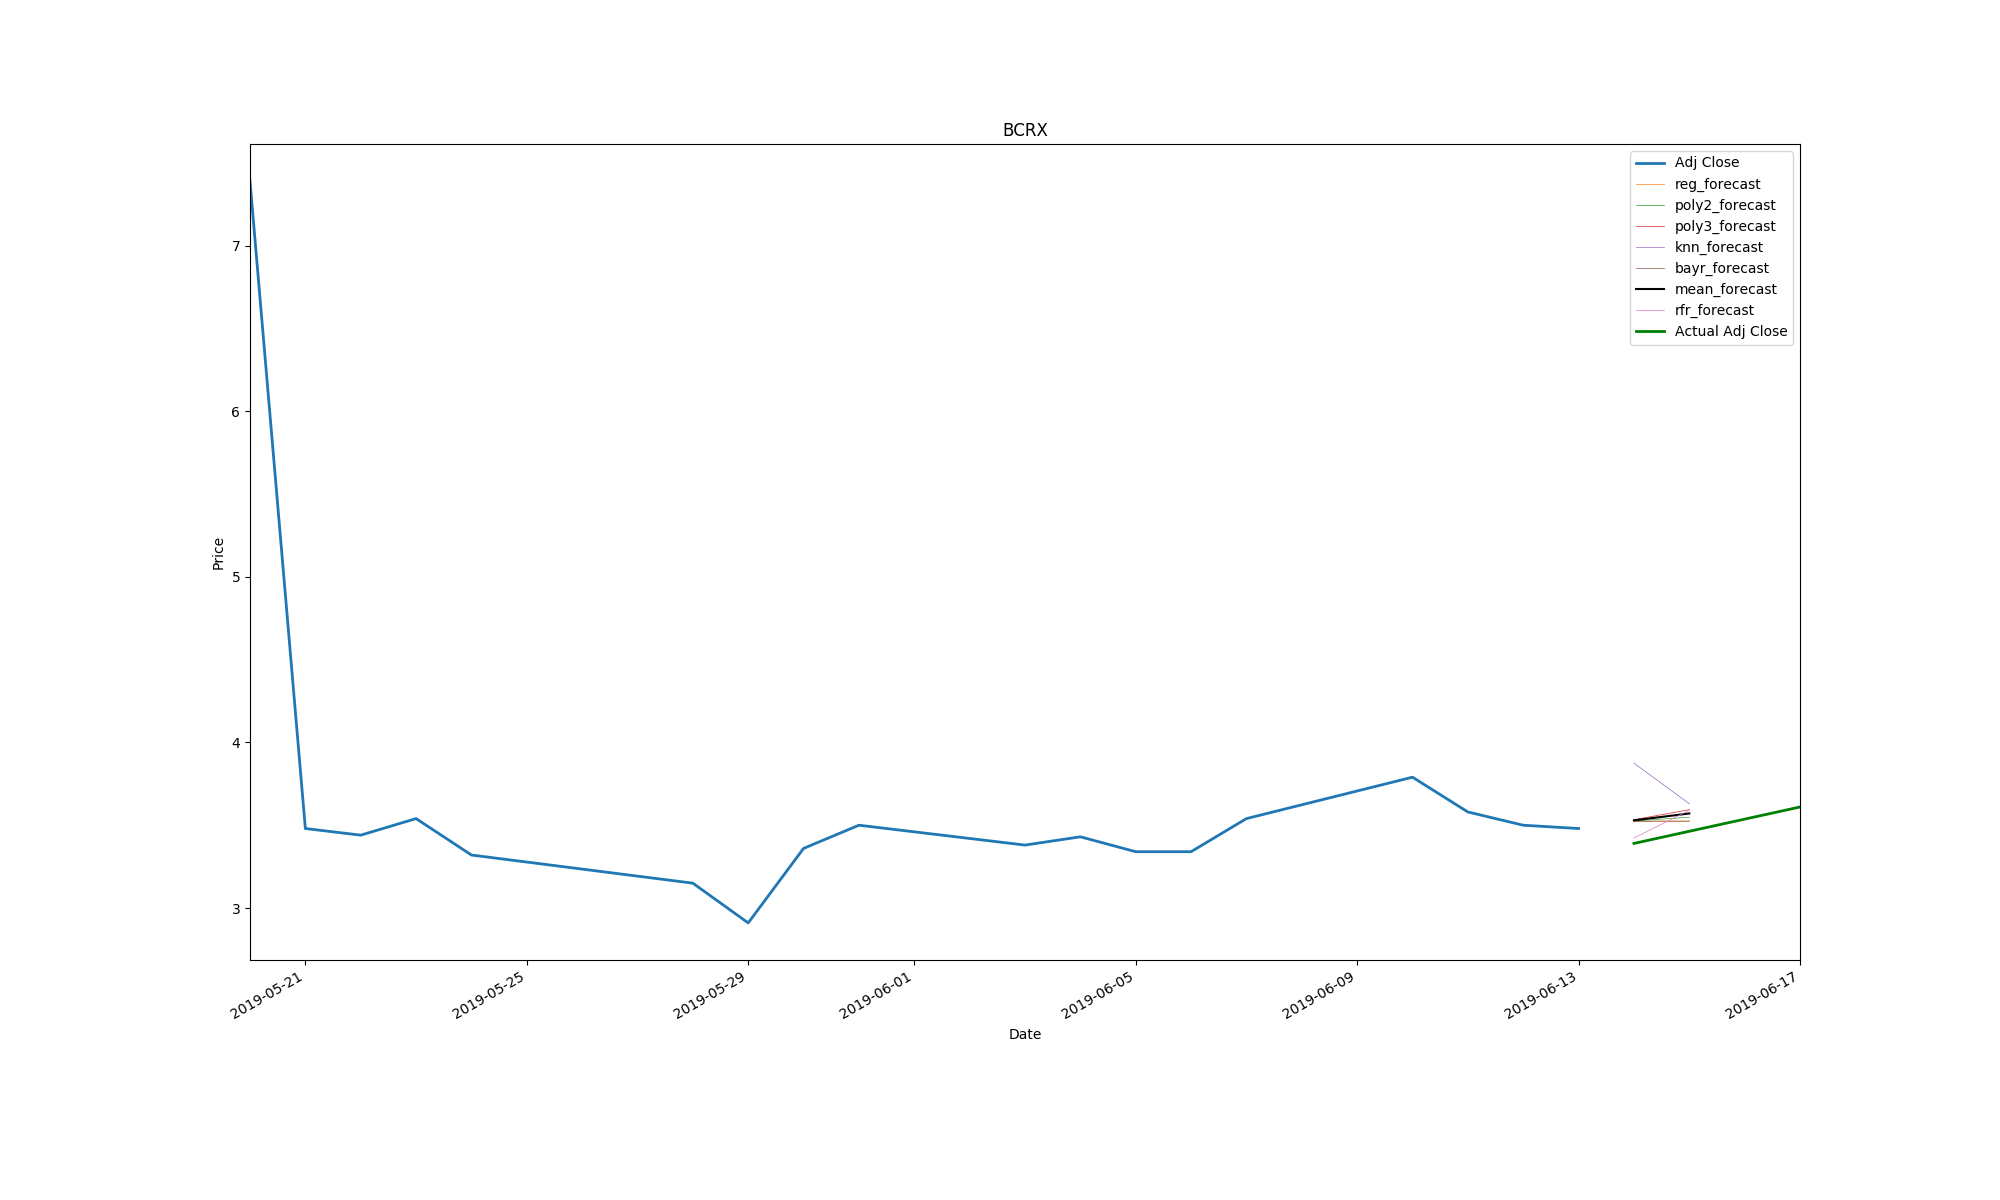 BCRX
Adj Close
reg_forecast
poly2_forecast
poly3_forecast
knn_forecast
bayr_forecast
mean_forecast
rfr_forecast
Actual Adj Close
7
6
5
4
3
Price
2019-05-21
2019-05-25
2019-05-29
2019-06-01
2019-06-05
2019-06-09
2019-06-13
2019-06-17
Date